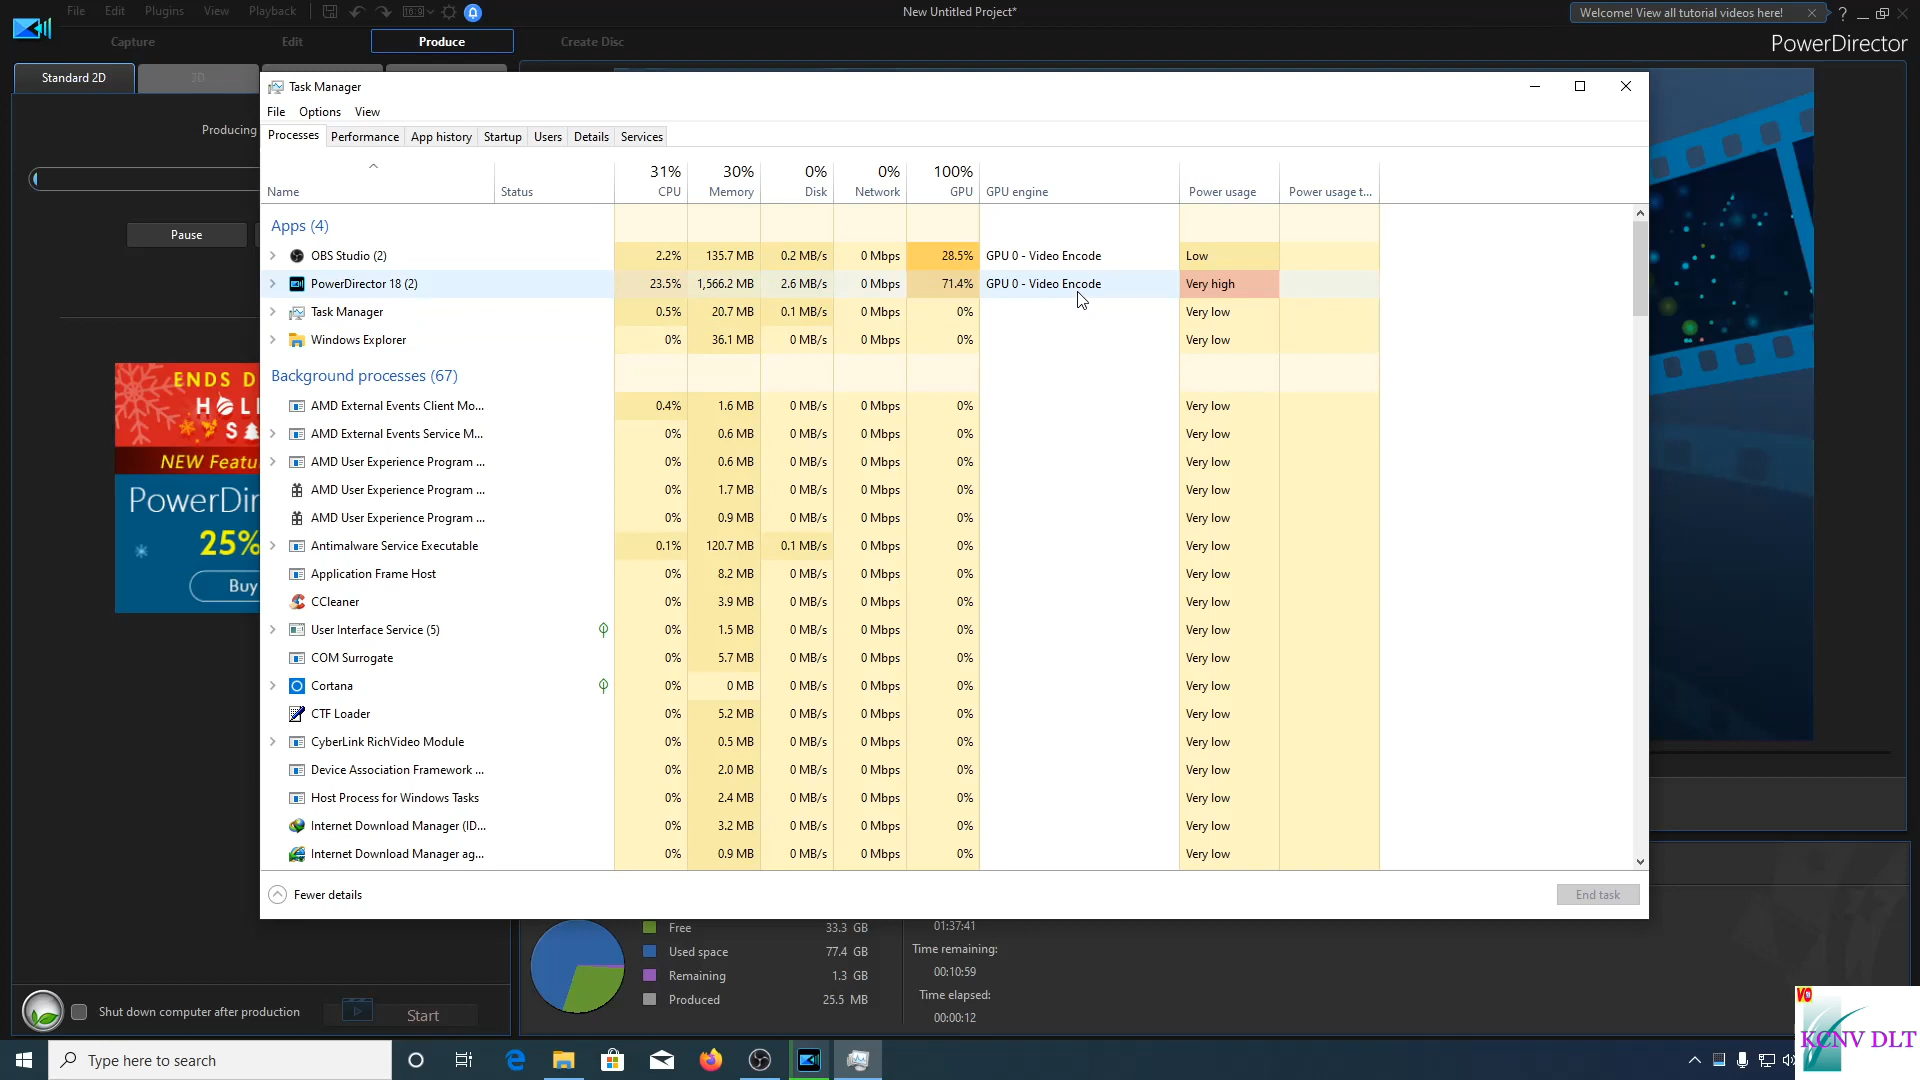 File Edit Plugins View Playback 16:9 New Untitled Project* Welcome! View all tutorial videos here! ?
Capture Edit Produce Create Disc PowerDirector
Standard 2D 3D
Producing
Pause
ENDS D
HOLI
SA
NEW Featu
PowerDir
25%
Buy
Task Manager
File Options View
Processes Performance App history Startup Users Details Services
31% 30% 0% 0% 100%
Name Status CPU Memory Disk Network GPU GPU engine Power usage Power usage t...
Apps (4)
OBS Studio (2) 2.2% 135.7 MB 0.2 MB/s 0 Mbps 28.5% GPU 0 - Video Encode Low
PowerDirector 18 (2) 23.5% 1,566.2 MB 2.6 MB/s 0 Mbps 71.4% GPU 0 - Video Encode Very high
Task Manager 0.5% 20.7 MB 0.1 MB/s 0 Mbps 0% Very low
Windows Explorer 0% 36.1 MB 0 MB/s 0 Mbps 0% Very low
Background processes (67)
AMD External Events Client Mo... 0.4% 1.6 MB 0 MB/s 0 Mbps 0% Very low
AMD External Events Service M... 0% 0.6 MB 0 MB/s 0 Mbps 0% Very low
AMD User Experience Program ... 0% 0.6 MB 0 MB/s 0 Mbps 0% Very low
AMD User Experience Program ... 0% 1.7 MB 0 MB/s 0 Mbps 0% Very low
AMD User Experience Program ... 0% 0.9 MB 0 MB/s 0 Mbps 0% Very low
Antimalware Service Executable 0.1% 120.7 MB 0.1 MB/s 0 Mbps 0% Very low
Application Frame Host 0% 8.2 MB 0 MB/s 0 Mbps 0% Very low
CCleaner 0% 3.9 MB 0 MB/s 0 Mbps 0% Very low
User Interface Service (5) 0% 1.5 MB 0 MB/s 0 Mbps 0% Very low
COM Surrogate 0% 5.7 MB 0 MB/s 0 Mbps 0% Very low
Cortana 0% 0 MB 0 MB/s 0 Mbps 0% Very low
CTF Loader 0% 5.2 MB 0 MB/s 0 Mbps 0% Very low
CyberLink RichVideo Module 0% 0.5 MB 0 MB/s 0 Mbps 0% Very low
Device Association Framework ... 0% 2.0 MB 0 MB/s 0 Mbps 0% Very low
Host Process for Windows Tasks 0% 2.4 MB 0 MB/s 0 Mbps 0% Very low
Internet Download Manager (ID... 0% 3.2 MB 0 MB/s 0 Mbps 0% Very low
Internet Download Manager ag... 0% 0.9 MB 0 MB/s 0 Mbps 0% Very low
Fewer details End task
Free 33.3 GB
Used space 77.4 GB
Remaining 1.3 GB
Produced 25.5 MB
01:37:41
Time remaining:
00:10:59
Time elapsed:
00:00:12
Shut down computer after production Start
Type here to search
VO
KCNV DLT